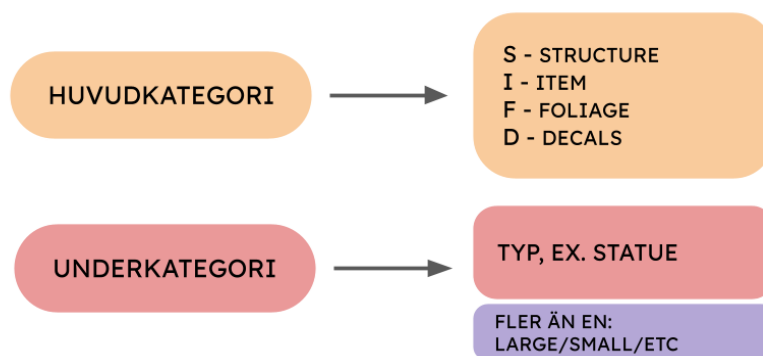 HUVUDKATEGORI
S - STRUCTURE
I - ITEM
F - FOLIAGE
D - DECALS
UNDERKATEGORI
TYP, EX. STATUE
FLER ÄN EN:
LARGE/SMALL/ETC